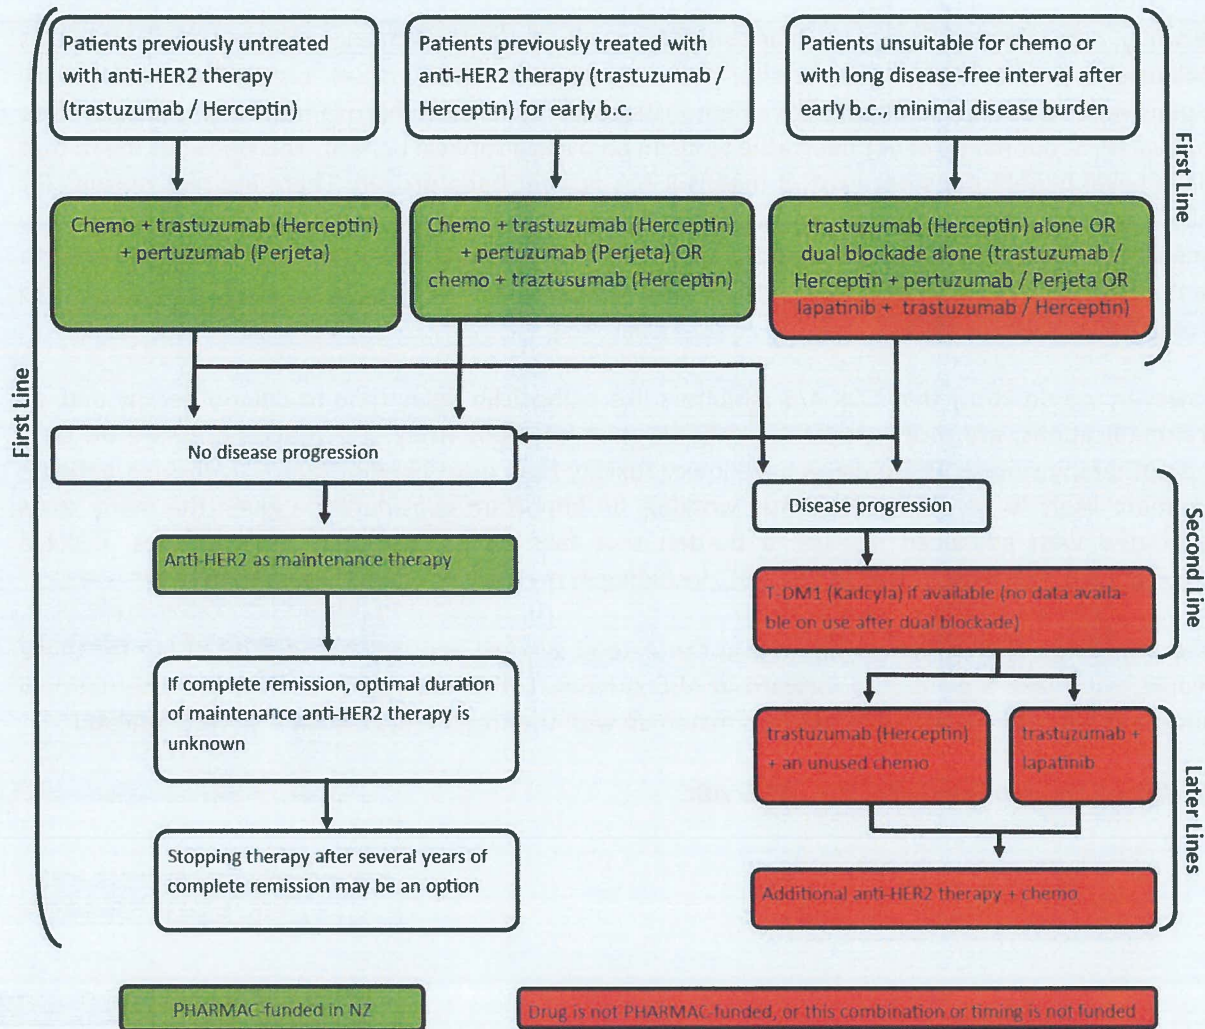 Patients previously untreated
with anti-HER2 therapy
(trastuzumab / Herceptin)
Patients previously treated with
anti-HER2 therapy (trastuzumab /
Herceptin) for early b.c.
Patients unsuitable for chemo or
with long disease-free interval after
early b.c., minimal disease burden
First Line
Chemo + trastuzumab (Herceptin)
+ pertuzumab (Perjeta)
Chemo + trastuzumab (Herceptin)
+ pertuzumab (Perjeta) OR
chemo + traztusumab (Herceptin)
trastuzumab (Herceptin) alone OR
dual blockade alone (trastuzumab /
Herceptin + pertuzumab / Perjeta OR
lapatinib + trastuzumab / Herceptin)
First Line
No disease progression
Disease progression
Anti-HER2 as maintenance therapy
T-DM1 (Kadcyla) if available (no data availa-
ble on use after dual blockade)
Second Line
If complete remission, optimal duration
of maintenance anti-HER2 therapy is
unknown
trastuzumab (Herceptin)
+ an unused chemo
trastuzumab +
lapatinib
Later Lines
Stopping therapy after several years of
complete remission may be an option
Additional anti-HER2 therapy + chemo
PHARMAC-funded in NZ
Drug is not PHARMAC-funded, or this combination or timing is not funded